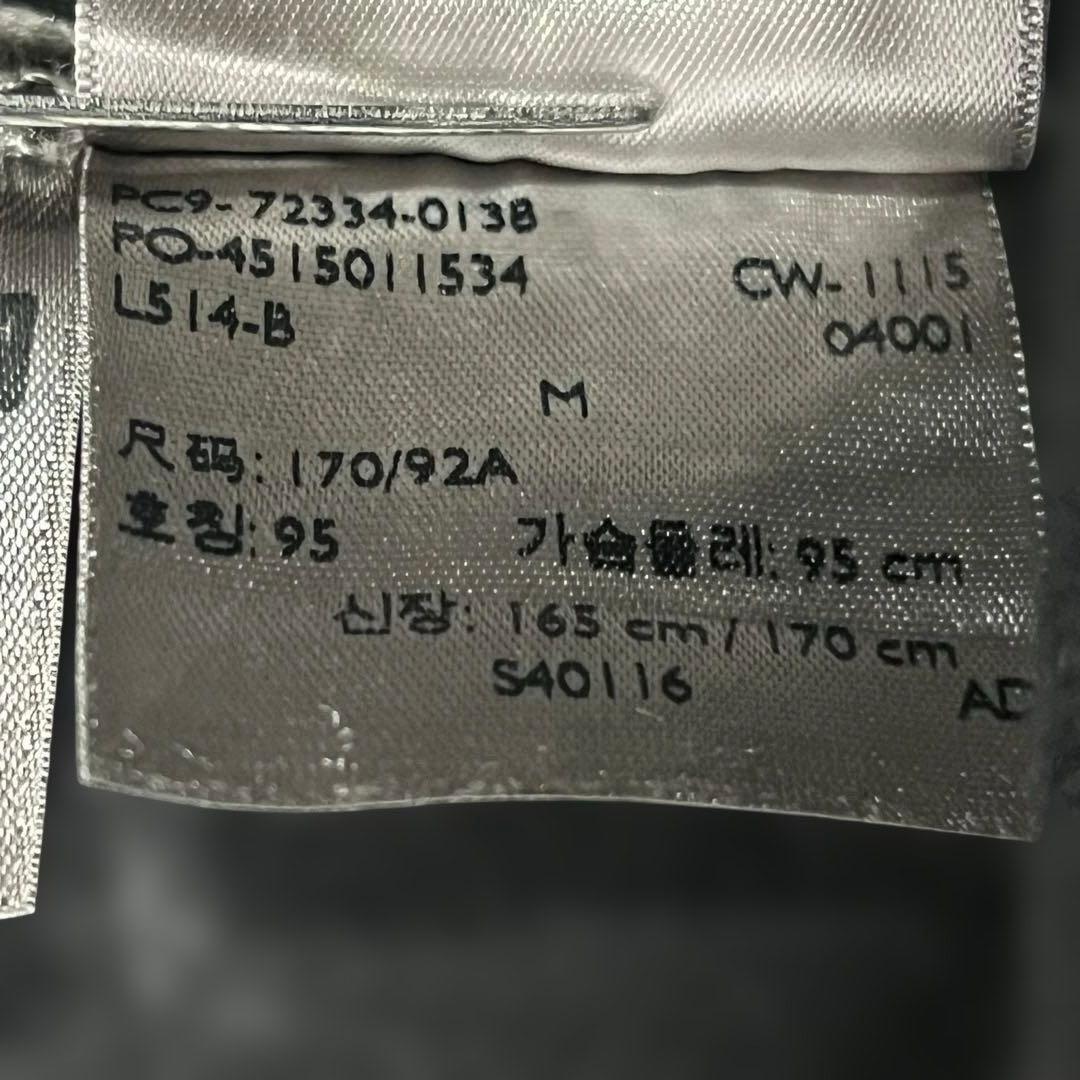 PC9-72334-013B
PO-4515011534
CW-1115
L514-B
04001
M
尺码: 170/92A
호칭: 95 가슴둘레: 95 cm
신장: 165 cm / 170 cm
S40116
AD